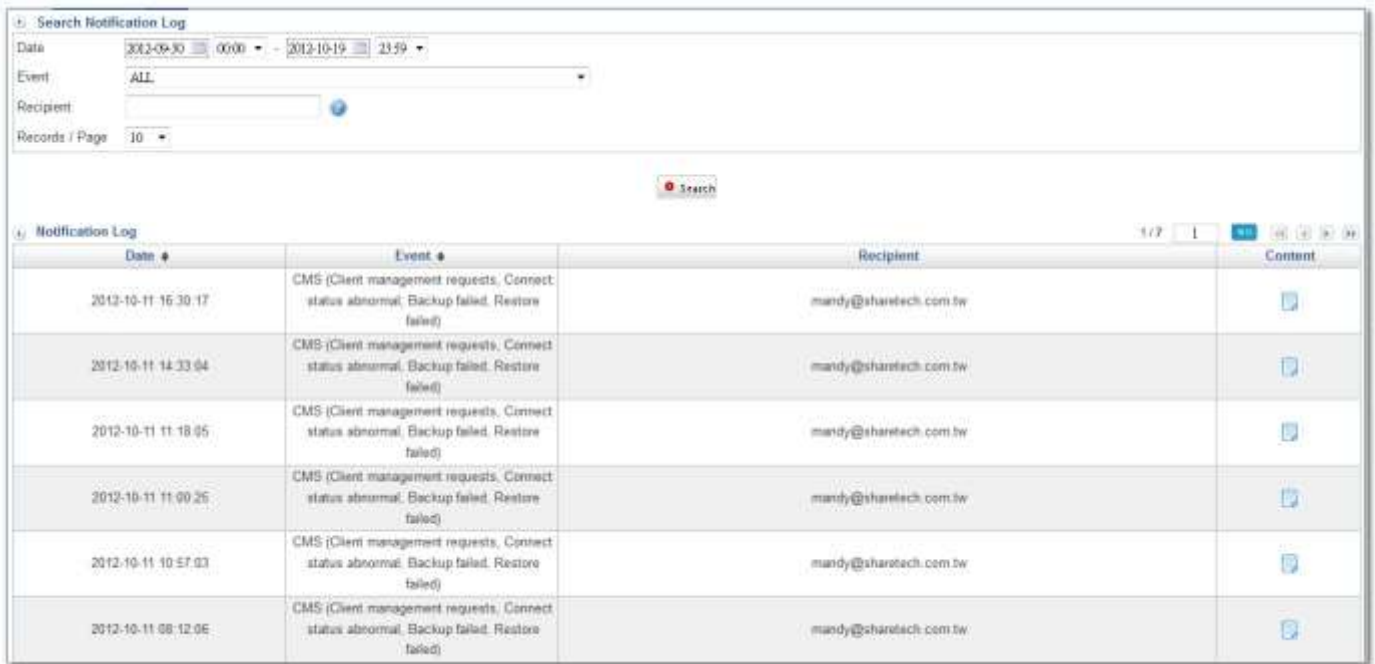 Search Notification Log
Date 2012-09-30 00:00 - 2012-10-19 23:59
Event ALL
Recipient
Records / Page 10
Search
Notification Log 1 / 7 1
Date Event Recipient Content
CMS (Client management requests, Connect
2012-10-11 16:30:17 status abnormal, Backup failed, Restore mandy@sharetech.com.tw
failed)
CMS (Client management requests, Connect
2012-10-11 14:33:04 status abnormal, Backup failed, Restore mandy@sharetech.com.tw
failed)
CMS (Client management requests, Connect
2012-10-11 11:18:05 status abnormal, Backup failed, Restore mandy@sharetech.com.tw
failed)
CMS (Client management requests, Connect
2012-10-11 11:00:25 status abnormal, Backup failed, Restore mandy@sharetech.com.tw
failed)
CMS (Client management requests, Connect
2012-10-11 10:57:03 status abnormal, Backup failed, Restore mandy@sharetech.com.tw
failed)
CMS (Client management requests, Connect
2012-10-11 08:12:06 status abnormal, Backup failed, Restore mandy@sharetech.com.tw
failed)